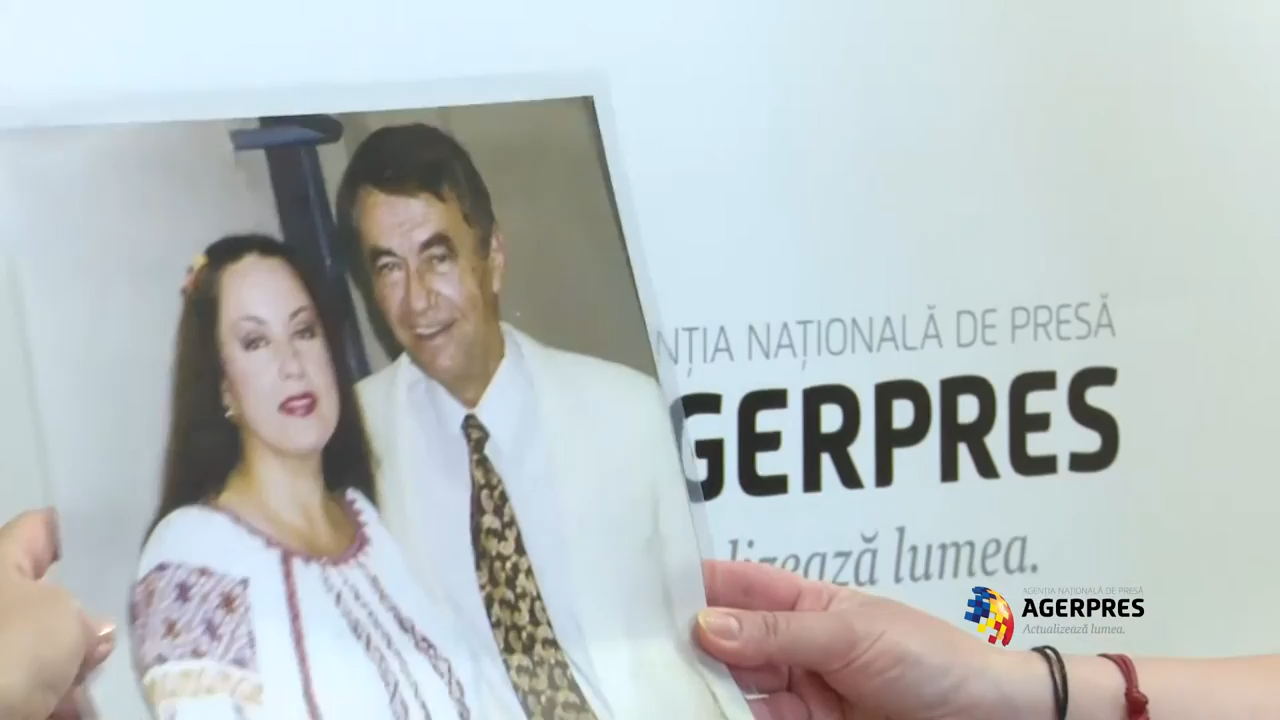 NȚIA NAȚIONALĂ DE PRESĂ
GERPRES
lizează lumea.
AGENȚIA NAȚIONALĂ DE PRESĂ
AGERPRES
Actualizează lumea.